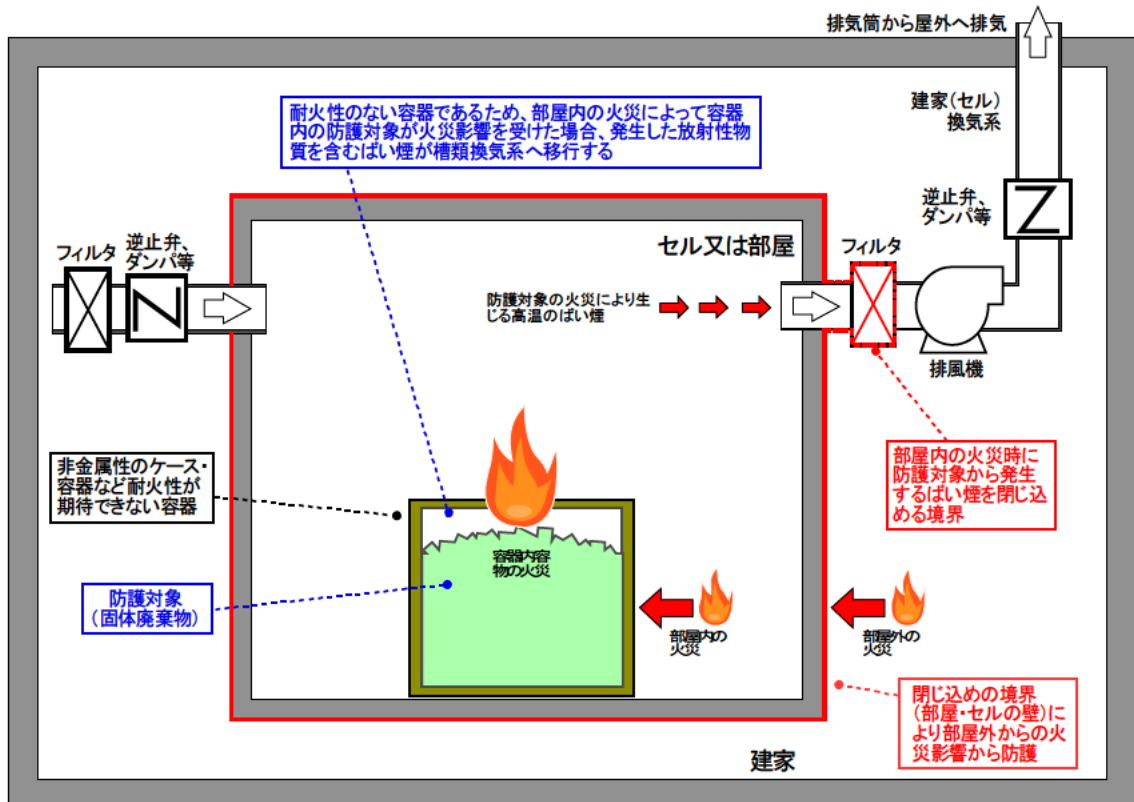 排気筒から屋外へ排気
建家(セル)
換気系
耐火性のない容器であるため、部屋内の火災によって容器
内の防護対象が火災影響を受けた場合、発生した放射性物
質を含むばい煙が槽類換気系へ移行する
逆止弁、
ダンパ等
フィルタ
逆止弁、
ダンパ等
セル又は部屋
フィルタ
防護対象の火災により生
じる高温のばい煙
排風機
非金属性のケース・
容器など耐火性が
期待できない容器
部屋内の火災時に
防護対象から発生
するばい煙を閉じ込
める境界
容器内容
物の火災
防護対象
(固体廃棄物)
部屋内の
火災
部屋外の
火災
閉じ込めの境界
(部屋・セルの壁)に
より部屋外からの火
災影響から防護
建家